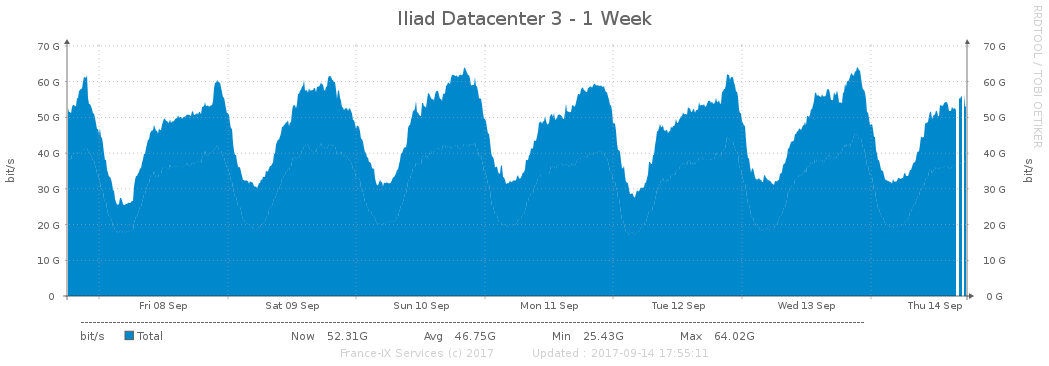 Iliad Datacenter 3 - 1 Week
RRDTOOL / TOBI OETIKER
70 G 70 G
60 G 60 G
50 G 50 G
40 G 40 G
30 G 30 G
20 G 20 G
10 G 10 G
0 0 G
bit/s bit/s
Fri 08 Sep Sat 09 Sep Sun 10 Sep Mon 11 Sep Tue 12 Sep Wed 13 Sep Thu 14 Sep
bit/s Total Now 52.31G Avg 46.75G Min 25.43G Max 64.02G
France-IX Services (c) 2017 Updated : 2017-09-14 17:55:11